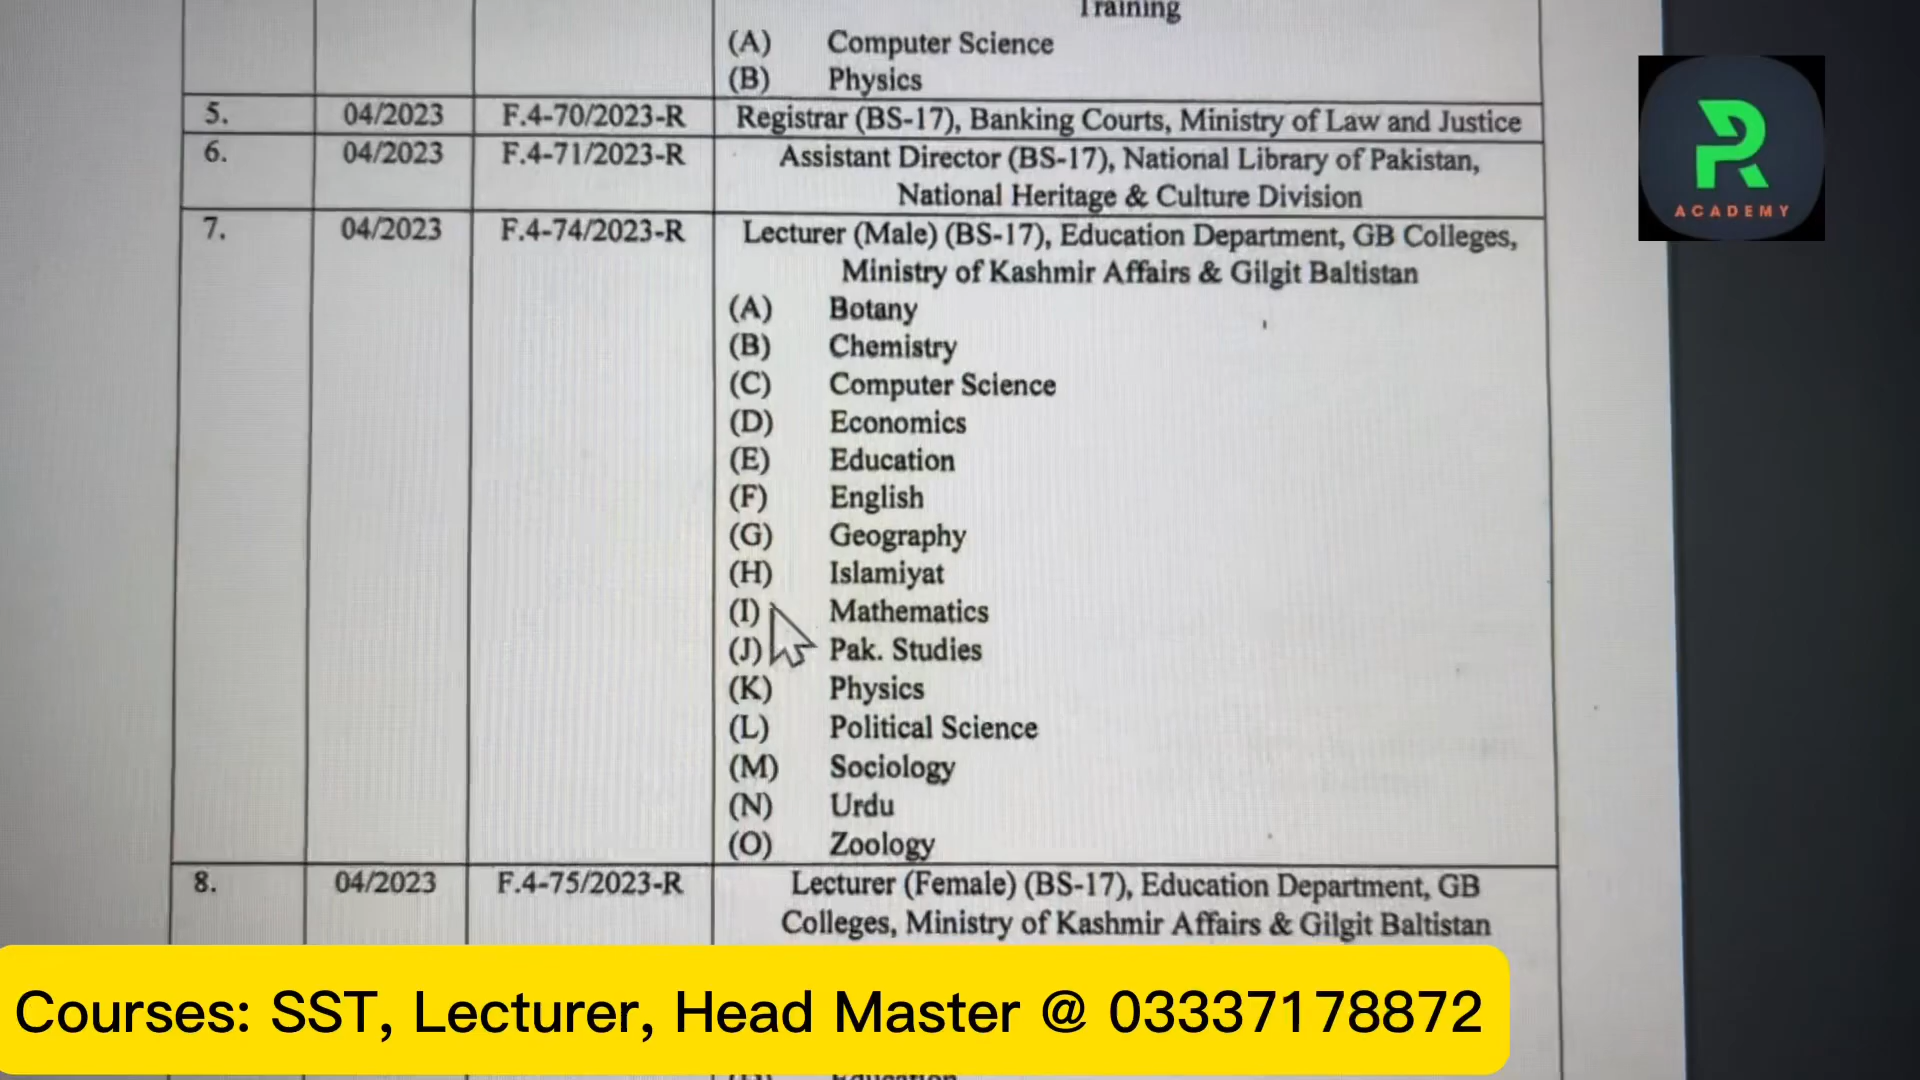 Training
(A) Computer Science
(B) Physics
5. 04/2023 F.4-70/2023-R Registrar (BS-17), Banking Courts, Ministry of Law and Justice
6. 04/2023 F.4-71/2023-R Assistant Director (BS-17), National Library of Pakistan,
National Heritage & Culture Division
7. 04/2023 F.4-74/2023-R Lecturer (Male) (BS-17), Education Department, GB Colleges,
Ministry of Kashmir Affairs & Gilgit Baltistan
(A) Botany
(B) Chemistry
(C) Computer Science
(D) Economics
(E) Education
(F) English
(G) Geography
(H) Islamiyat
(I) Mathematics
(J) Pak. Studies
(K) Physics
(L) Political Science
(M) Sociology
(N) Urdu
(O) Zoology
8. 04/2023 F.4-75/2023-R Lecturer (Female) (BS-17), Education Department, GB
Colleges, Ministry of Kashmir Affairs & Gilgit Baltistan
Courses: SST, Lecturer, Head Master @ 03337178872
R
ACADEMY